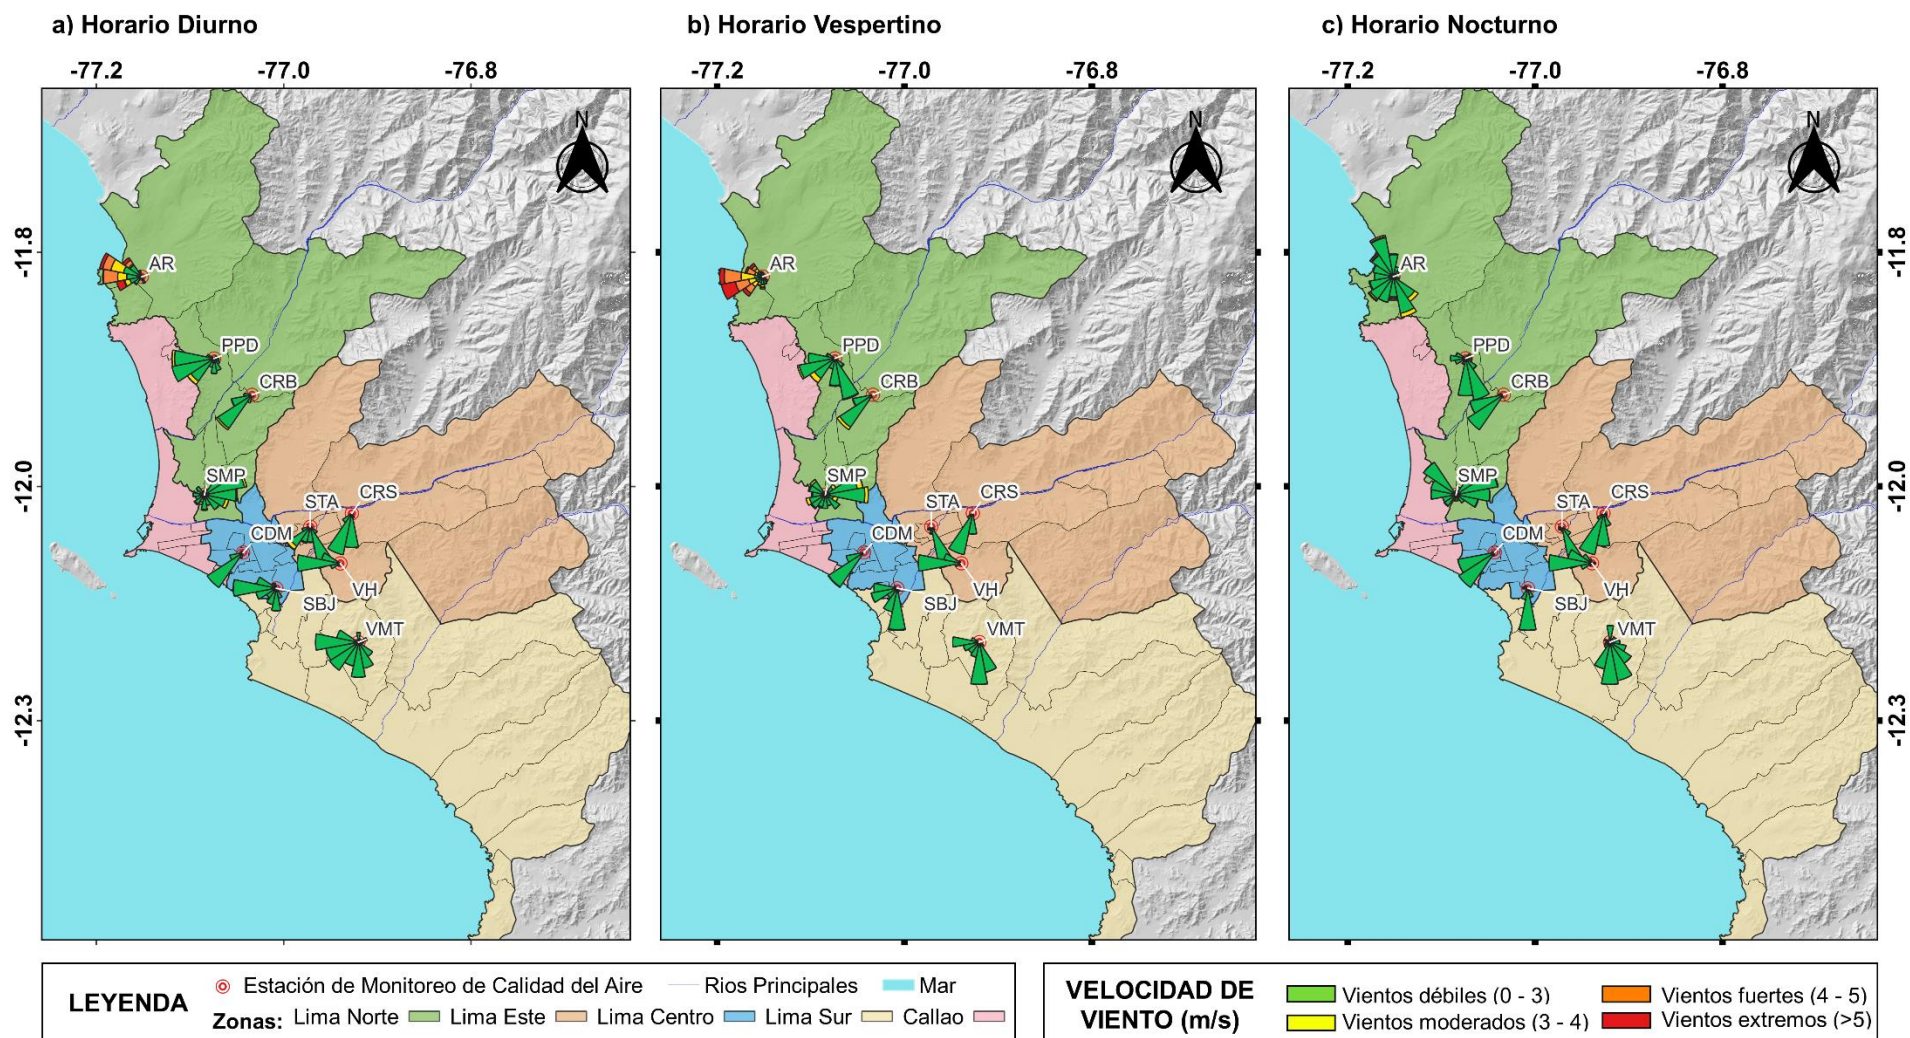 a) Horario Diurno
b) Horario Vespertino
c) Horario Nocturno
-77.2 -77.0 -76.8
-77.2 -77.0 -76.8
-77.2 -77.0 -76.8
-11.8
-12.0
-12.3
N
AR
PPD
CRB
SMP
STA
CRS
CDM
SBJ
VH
VMT
N
AR
PPD
CRB
SMP
STA
CRS
CDM
SBJ
VH
VMT
N
AR
PPD
CRB
SMP
STA
CRS
CDM
SBJ
VH
VMT
-11.8
-12.0
-12.3
LEYENDA
Estación de Monitoreo de Calidad del Aire Rios Principales Mar
Zonas: Lima Norte Lima Este Lima Centro Lima Sur Callao
VELOCIDAD DE
VIENTO (m/s)
Vientos débiles (0 - 3) Vientos fuertes (4 - 5)
Vientos moderados (3 - 4) Vientos extremos (>5)